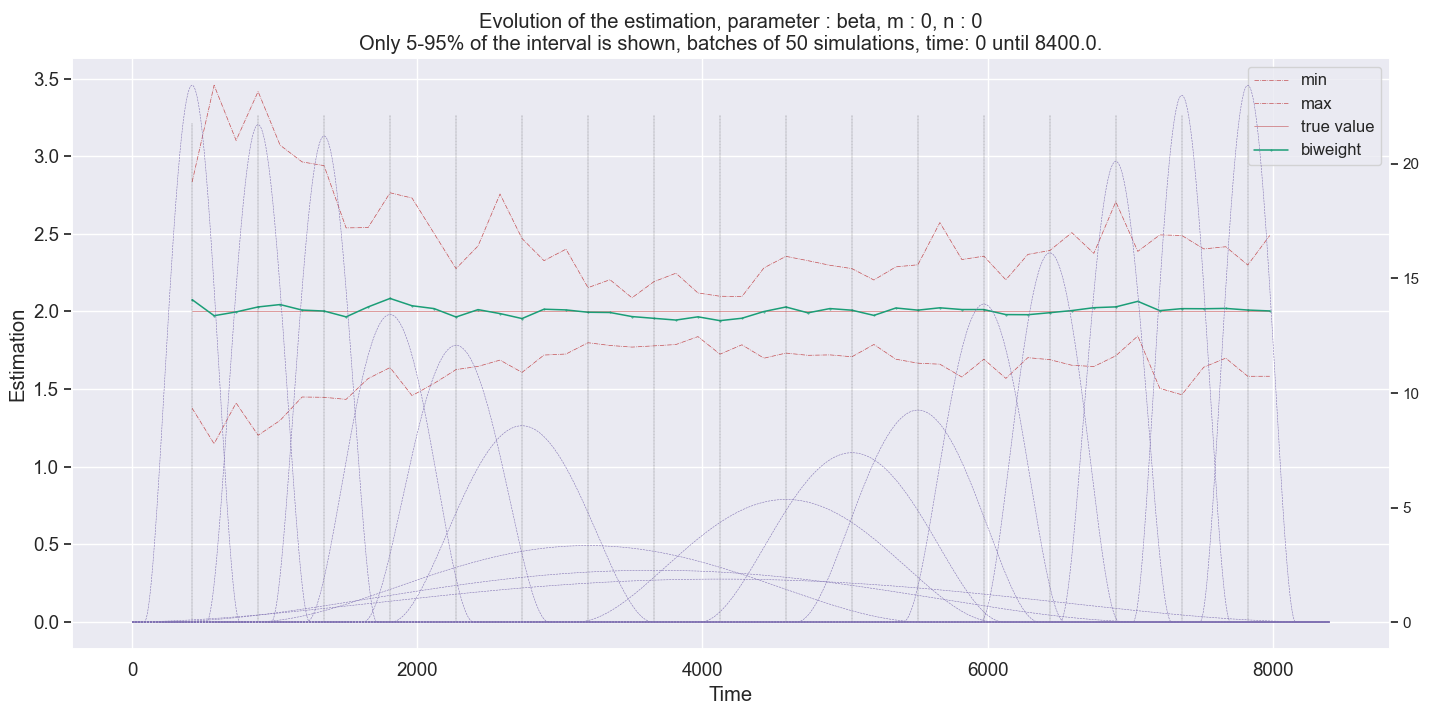 Evolution of the estimation, parameter : beta, m : 0, n : 0
Only 5-95% of the interval is shown, batches of 50 simulations, time: 0 until 8400.0.
min
max
true value
biweight
Estimation
3.5
3.0
2.5
2.0
1.5
1.0
0.5
0.0
20
15
10
5
0
0 2000 4000 6000 8000
Time